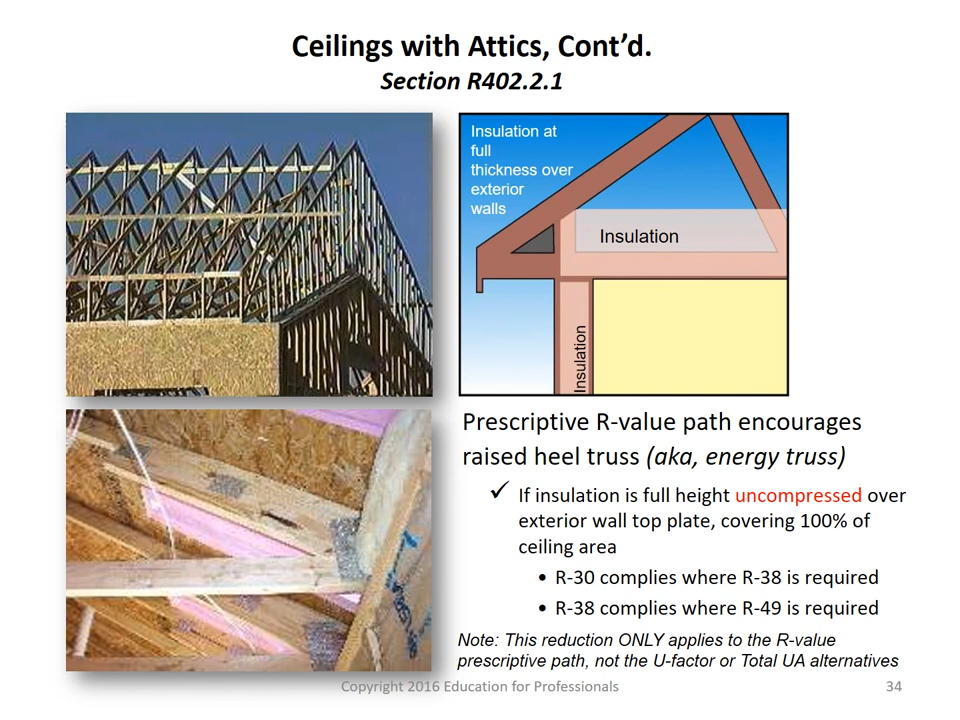 Ceilings with Attics, Cont’d.
Section R402.2.1
Insulation at
full
thickness over
exterior
walls
Insulation
Insulation
Prescriptive R-value path encourages
raised heel truss (aka, energy truss)
✓ If insulation is full height uncompressed over
exterior wall top plate, covering 100% of
ceiling area
• R-30 complies where R-38 is required
• R-38 complies where R-49 is required
Note: This reduction ONLY applies to the R-value
prescriptive path, not the U-factor or Total UA alternatives
Copyright 2016 Education for Professionals
34